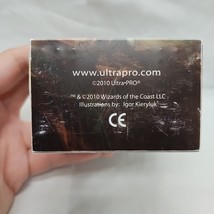 www.ultrapro.com
©2010 Ultra•PRO®
™ & ©2010 Wizards of the Coast LLC
Illustrations by: Igor Kieryluk
CE